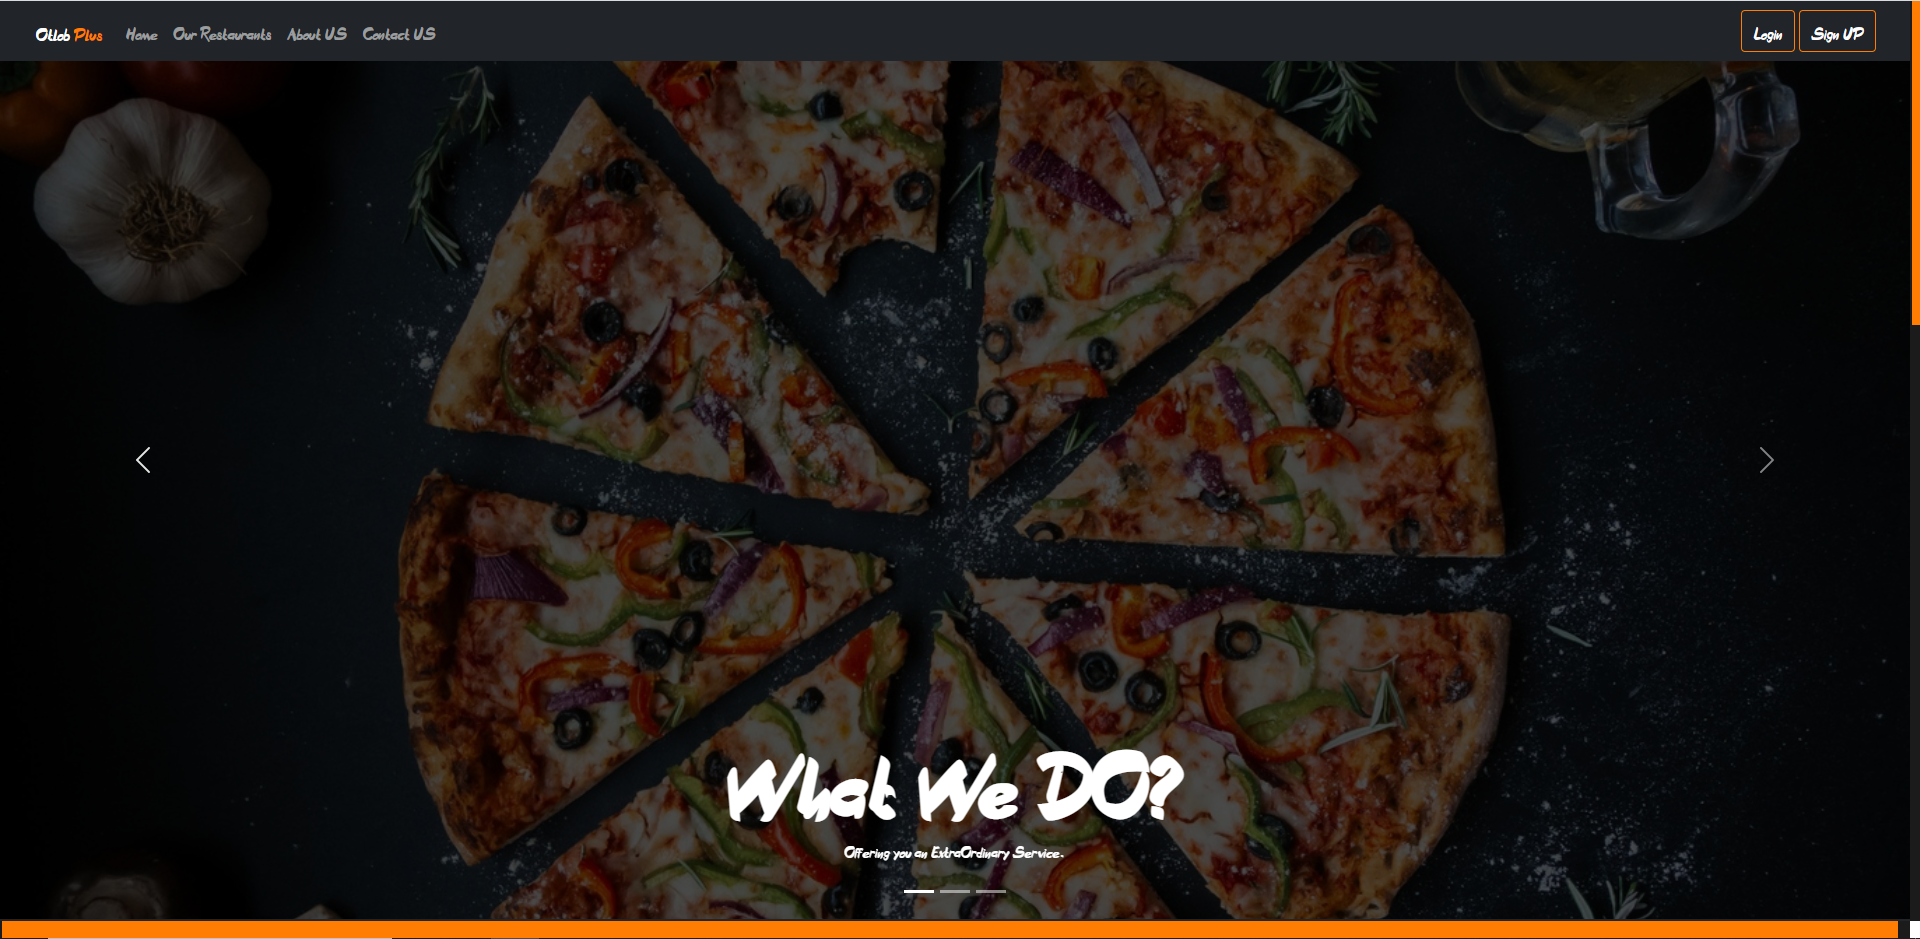 Otlob Plus Home Our Restaurants About US Contact US Login Sign UP
What We DO?
Offering you an ExtraOrdinary Service.